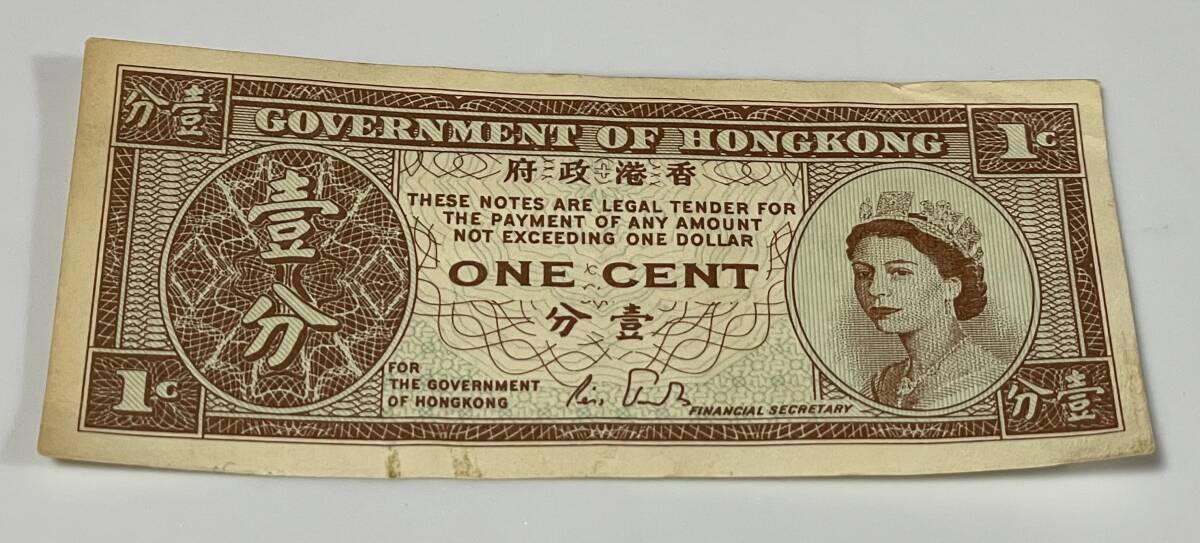 分壹
GOVERNMENT OF HONGKONG
1c
府政港香
THESE NOTES ARE LEGAL TENDER FOR
THE PAYMENT OF ANY AMOUNT
NOT EXCEEDING ONE DOLLAR
ONE CENT
分壹
壹
分
FOR
THE GOVERNMENT
OF HONGKONG
FINANCIAL SECRETARY
1c
分壹